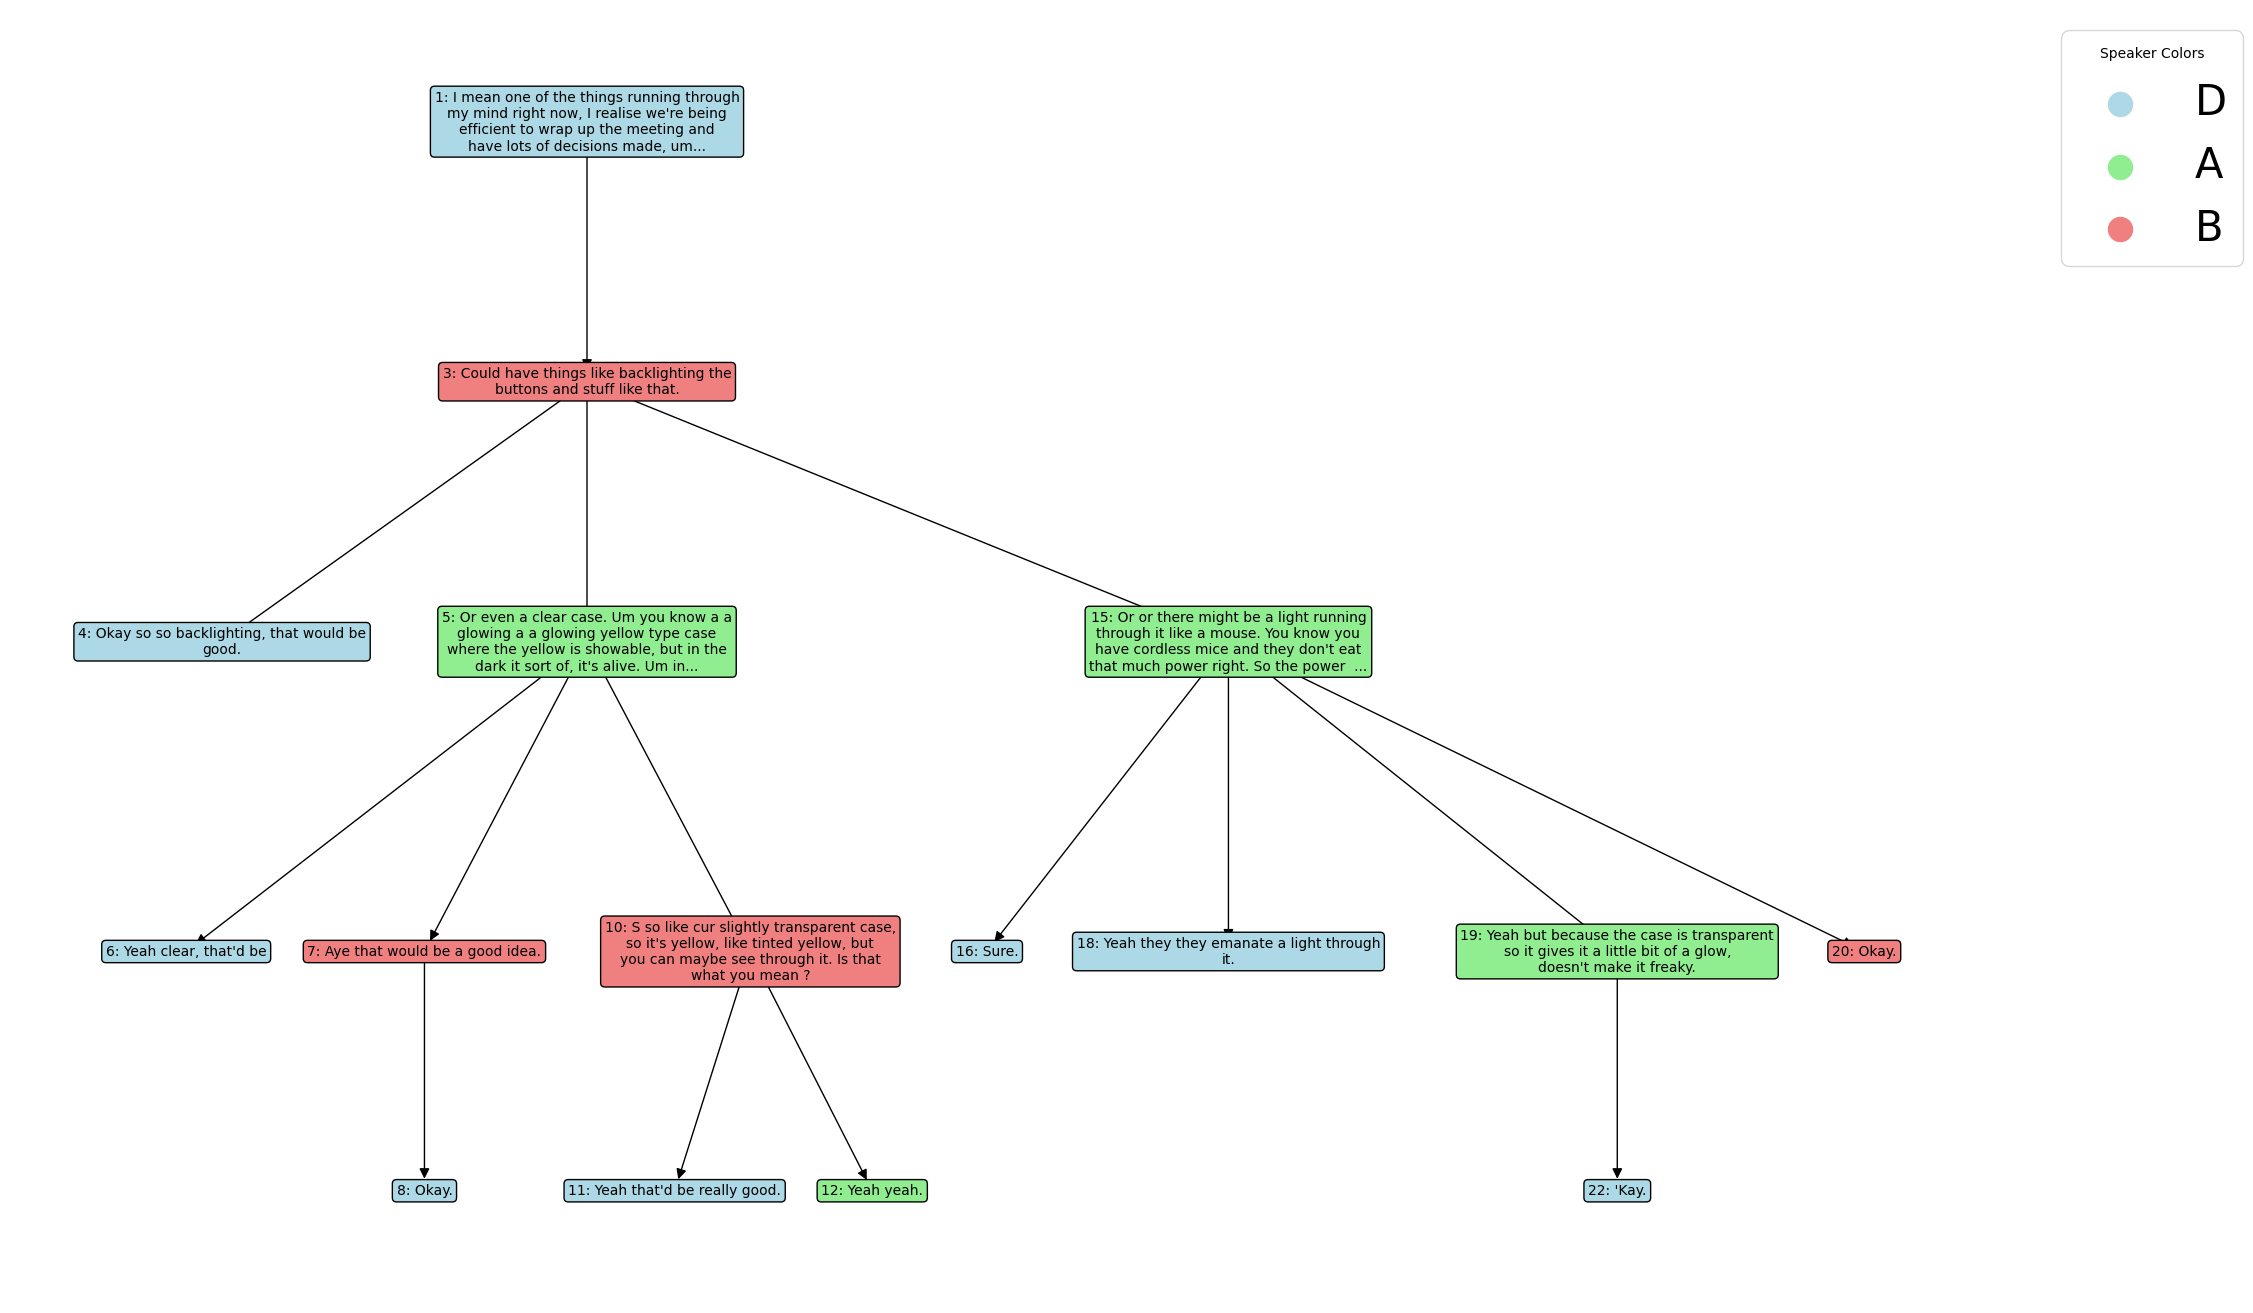 Speaker Colors
D
A
B
1: I mean one of the things running through
my mind right now, I realise we're being
efficient to wrap up the meeting and
have lots of decisions made, um...
3: Could have things like backlighting the
buttons and stuff like that.
4: Okay so so backlighting, that would be
good.
5: Or even a clear case. Um you know a a
glowing a a glowing yellow type case
where the yellow is showable, but in the
dark it sort of, it's alive. Um in...
15: Or or there might be a light running
through it like a mouse. You know you
have cordless mice and they don't eat
that much power right. So the power  ...
6: Yeah clear, that'd be
7: Aye that would be a good idea.
10: S so like cur slightly transparent case,
so it's yellow, like tinted yellow, but
you can maybe see through it. Is that
what you mean ?
16: Sure.
18: Yeah they they emanate a light through
it.
19: Yeah but because the case is transparent
so it gives it a little bit of a glow,
doesn't make it freaky.
20: Okay.
8: Okay.
11: Yeah that'd be really good.
12: Yeah yeah.
22: 'Kay.